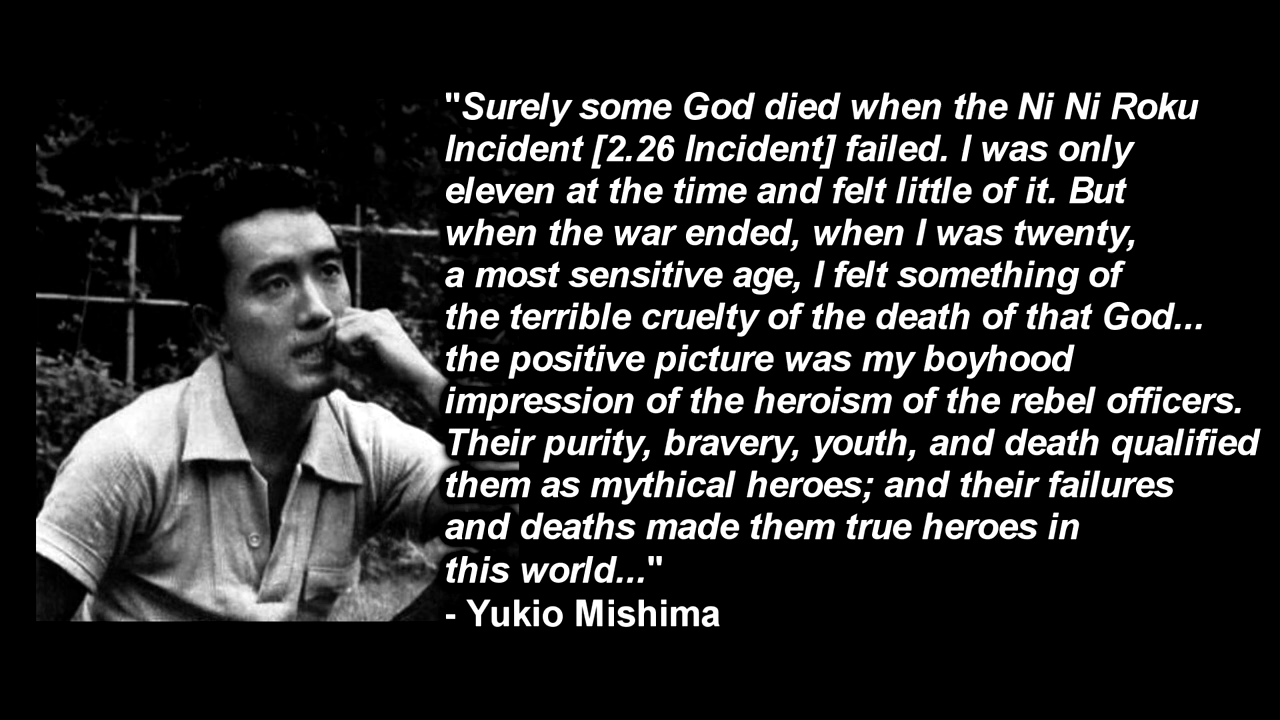 "Surely some God died when the Ni Ni Roku
Incident [2.26 Incident] failed. I was only
eleven at the time and felt little of it. But
when the war ended, when I was twenty,
a most sensitive age, I felt something of
the terrible cruelty of the death of that God...
the positive picture was my boyhood
impression of the heroism of the rebel officers.
Their purity, bravery, youth, and death qualified
them as mythical heroes; and their failures
and deaths made them true heroes in
this world..."
- Yukio Mishima